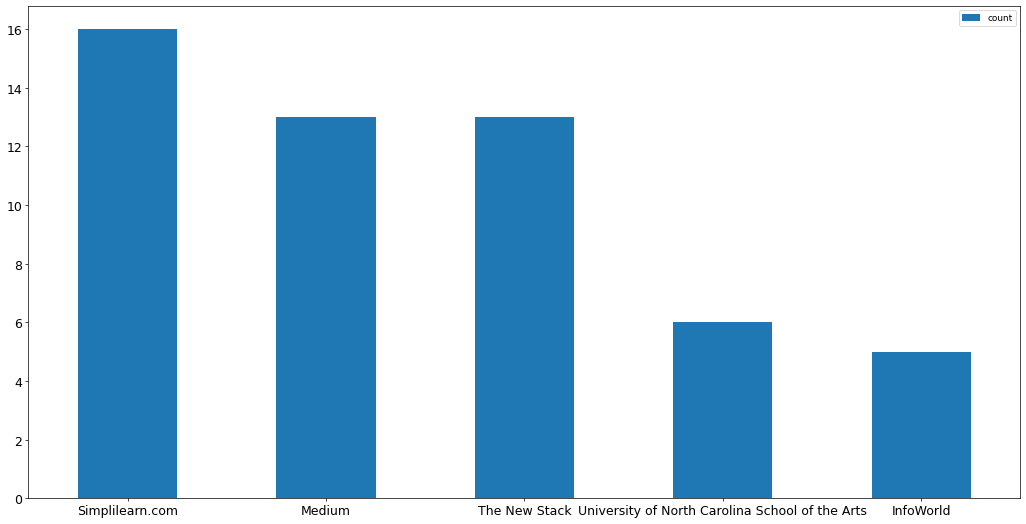 count
16
14
12
10
8
6
4
2
0
Simplilearn.com
Medium
The New Stack
University of North Carolina School of the Arts
InfoWorld